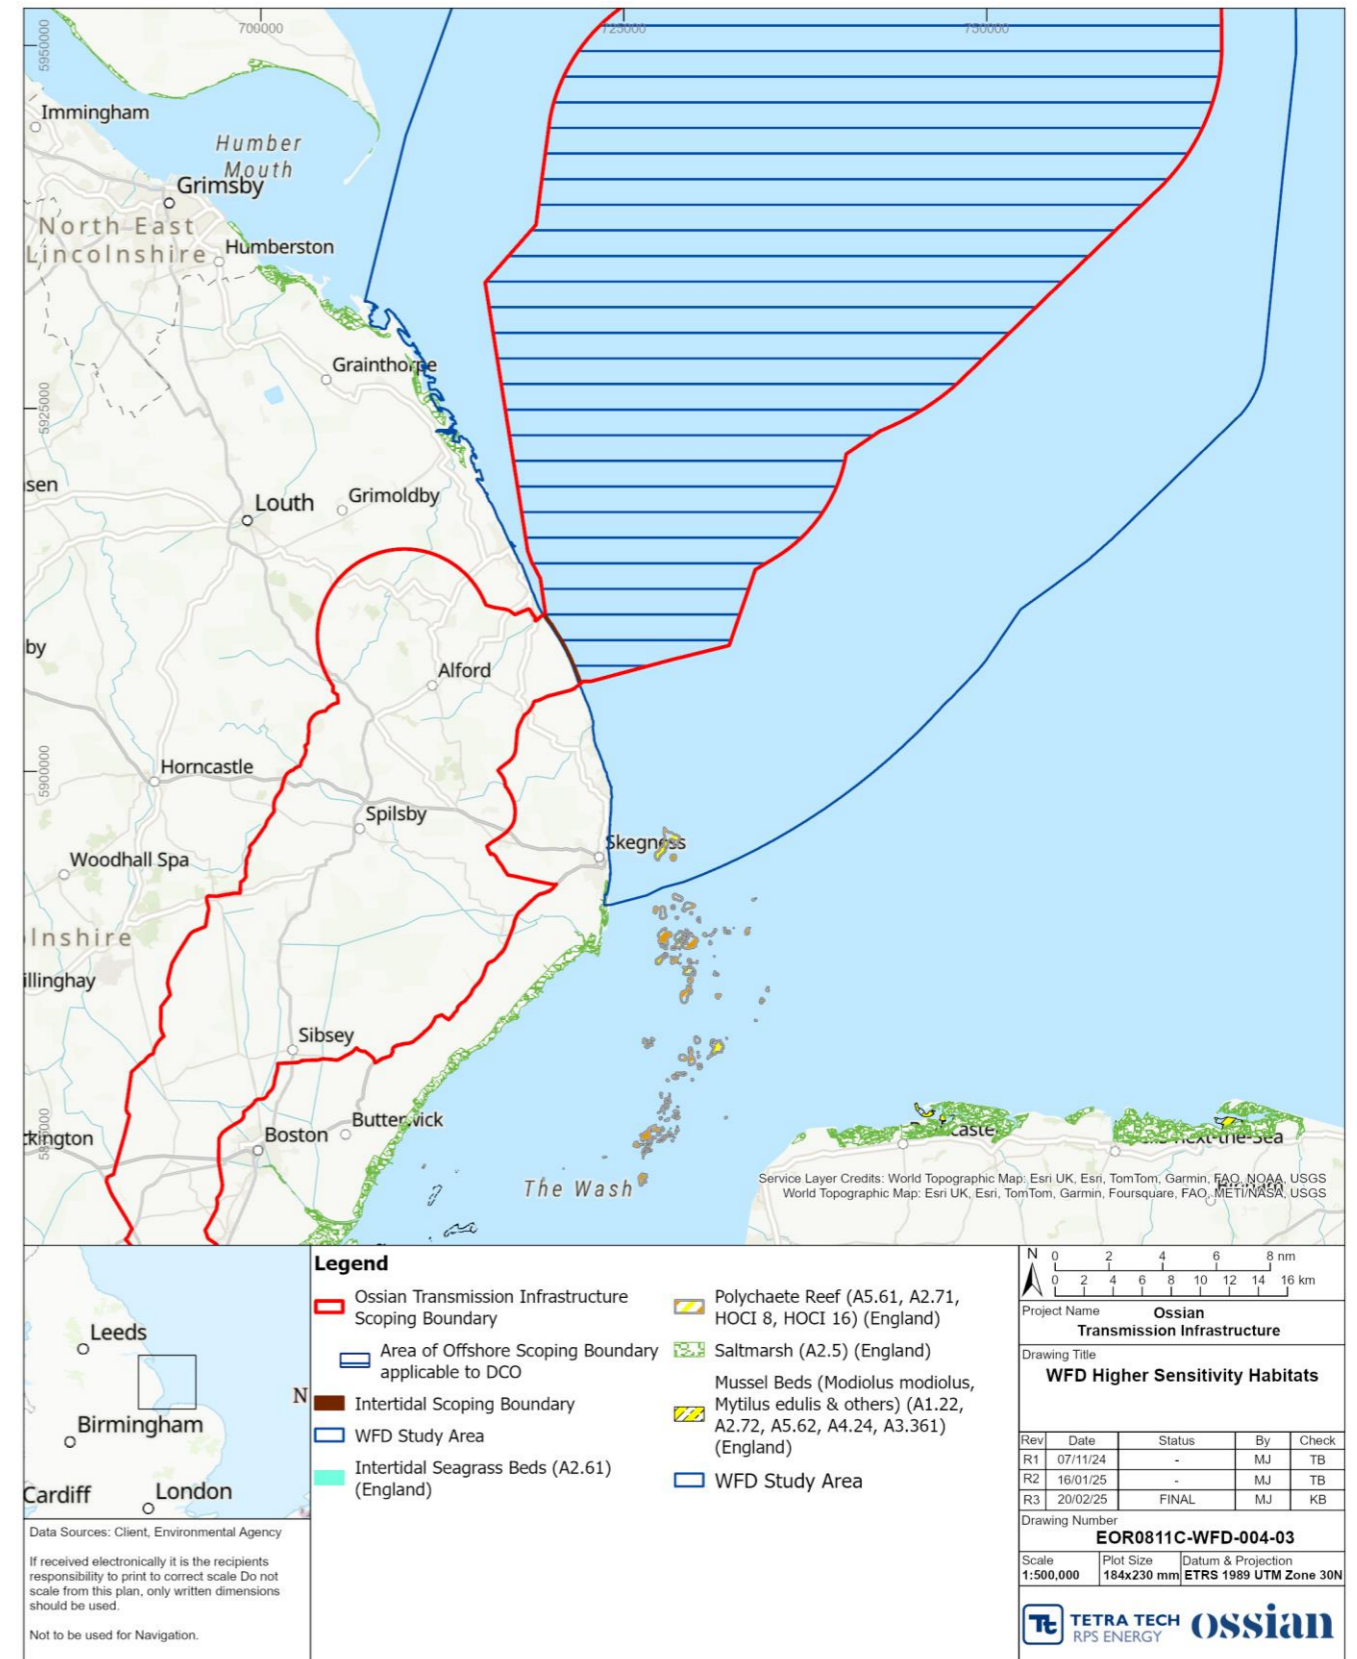 700000
725000
750000
5950000
Immingham
Humber
Mouth
Grimsby
North East
Lincolnshire
Humberston
Grainthorpe
5925000
sen
Louth
Grimoldby
by
Alford
5900000
Horncastle
Spilsby
Skegness
Woodhall Spa
lnshire
illinghay
Sibsey
Butterwick
Boston
kington
The Wash
caste
next-the-Sea
Service Layer Credits: World Topographic Map: Esri UK, Esri, TomTom, Garmin, FAO, NOAA, USGS
World Topographic Map: Esri UK, Esri, TomTom, Garmin, Foursquare, FAO, METI/NASA, USGS
Leeds
N
Birmingham
Cardiff
London
Data Sources: Client, Environmental Agency
If received electronically it is the recipients
responsibility to print to correct scale Do not
scale from this plan, only written dimensions
should be used.
Not to be used for Navigation.
Legend
Ossian Transmission Infrastructure
Scoping Boundary
Area of Offshore Scoping Boundary
applicable to DCO
Intertidal Scoping Boundary
WFD Study Area
Intertidal Seagrass Beds (A2.61)
(England)
Polychaete Reef (A5.61, A2.71,
HOCI 8, HOCI 16) (England)
Saltmarsh (A2.5) (England)
Mussel Beds (Modiolus modiolus,
Mytilus edulis & others) (A1.22,
A2.72, A5.62, A4.24, A3.361)
(England)
WFD Study Area
N
0 2 4 6 8 nm
0 2 4 6 8 10 12 14 16 km
Project Name
Ossian
Transmission Infrastructure
Drawing Title
WFD Higher Sensitivity Habitats
Rev Date Status By Check
R1 07/11/24 - MJ TB
R2 16/01/25 - MJ TB
R3 20/02/25 FINAL MJ KB
Drawing Number
EOR0811C-WFD-004-03
Scale Plot Size Datum & Projection
1:500,000 184x230 mm ETRS 1989 UTM Zone 30N
Tt TETRA TECH
RPS ENERGY
ossian